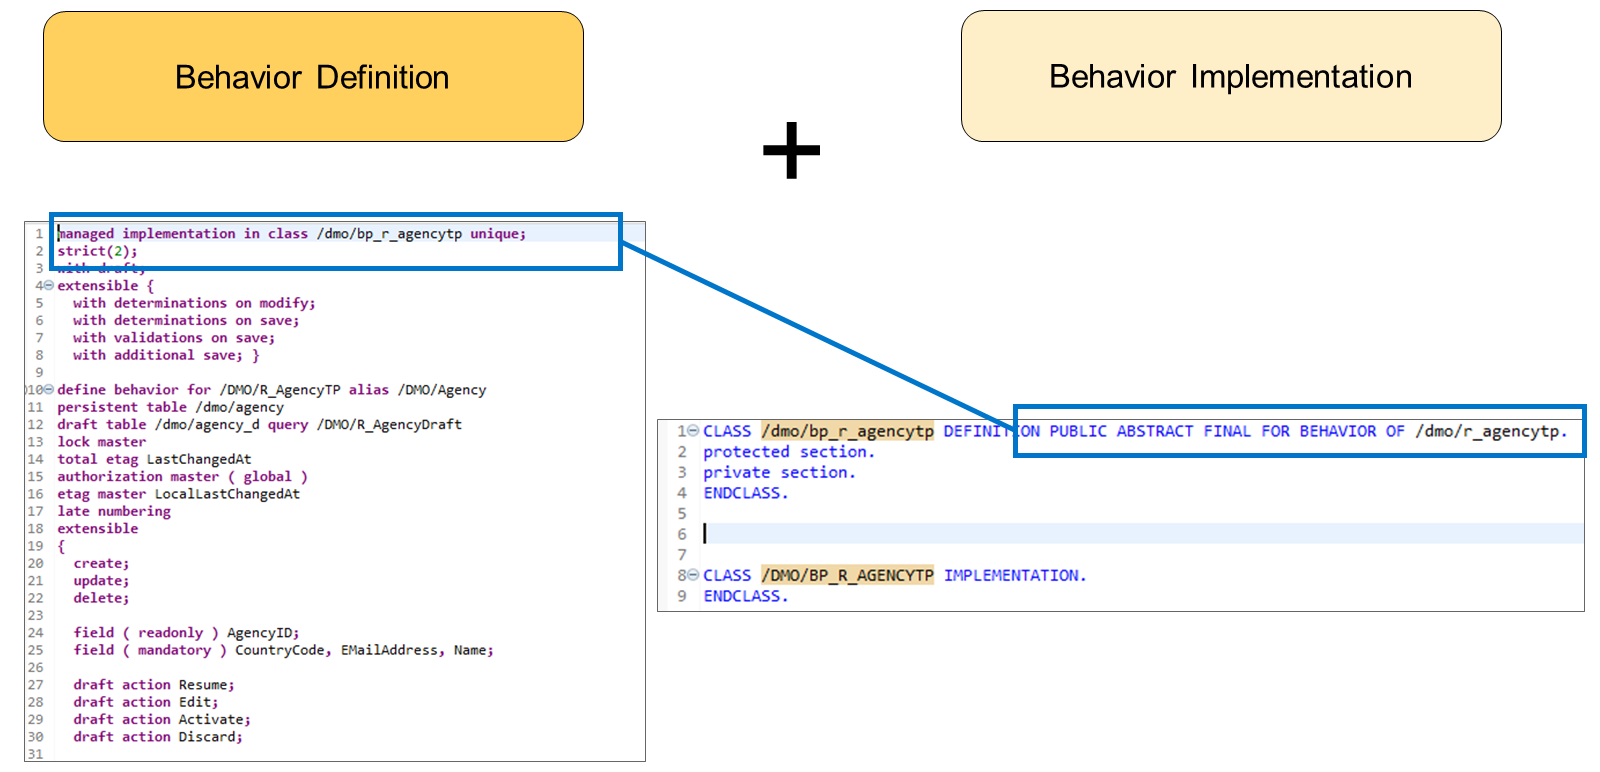 Behavior Definition
Behavior Implementation
+
1 managed implementation in class /dmo/bp_r_agencytp unique;
2 strict(2);
3 with draft;
4 extensible {
5 with determinations on modify;
6 with determinations on save;
7 with validations on save;
8 with additional save; }
9
10 define behavior for /DMO/R_AgencyTP alias /DMO/Agency
11 persistent table /dmo/agency
12 draft table /dmo/agency_d query /DMO/R_AgencyDraft
13 lock master
14 total etag LastChangedAt
15 authorization master ( global )
16 etag master LocalLastChangedAt
17 late numbering
18 extensible
19 {
20 create;
21 update;
22 delete;
23
24 field ( readonly ) AgencyID;
25 field ( mandatory ) CountryCode, EMailAddress, Name;
26
27 draft action Resume;
28 draft action Edit;
29 draft action Activate;
30 draft action Discard;
31
1 CLASS /dmo/bp_r_agencytp DEFINITION PUBLIC ABSTRACT FINAL FOR BEHAVIOR OF /dmo/r_agencytp.
2 protected section.
3 private section.
4 ENDCLASS.
5
6
7
8 CLASS /DMO/BP_R_AGENCYTP IMPLEMENTATION.
9 ENDCLASS.